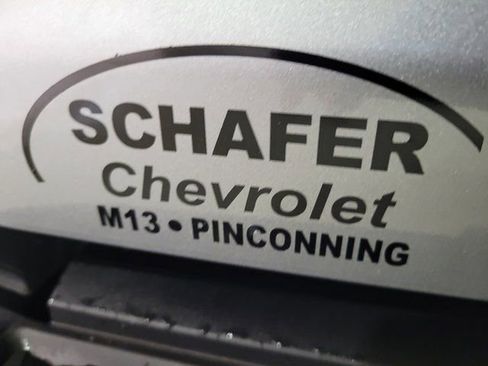 SCHAFER
Chevrolet
M13 • PINCONNING